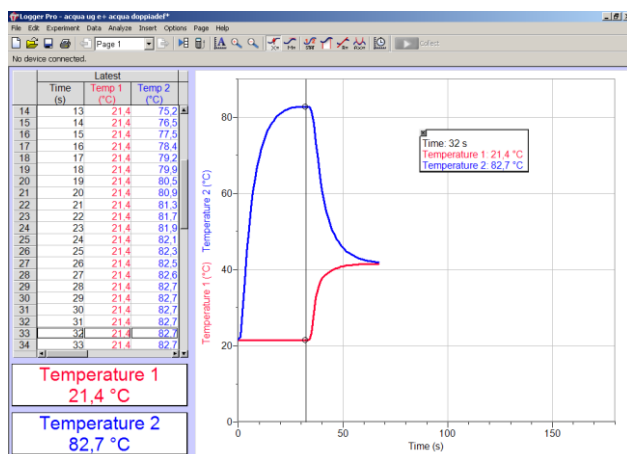 Logger Pro - acqua ug e+ acqua doppiadef*
File Edit Experiment Data Analyze Insert Options Page Help
Page 1
Collect
No device connected.
Latest
Time Temp 1 Temp 2
(s) (°C) (°C)
14 13 21,4 75,2
15 14 21,4 76,5
16 15 21,4 77,5
17 16 21,4 78,4
18 17 21,4 79,2
19 18 21,4 79,9
20 19 21,4 80,5
21 20 21,4 80,9
22 21 21,4 81,3
23 22 21,4 81,7
24 23 21,4 81,9
25 24 21,4 82,1
26 25 21,4 82,3
27 26 21,4 82,5
28 27 21,4 82,6
29 28 21,4 82,7
30 29 21,4 82,7
31 30 21,4 82,7
32 31 21,4 82,7
33 32 21,4 82,7
34 33 21,4 82,7
Temperature 1
21,4 °C
Temperature 2
82,7 °C
Temperature 1 (°C) Temperature 2 (°C)
80
60
40
20
0
Time: 32 s
Temperature 1: 21,4 °C
Temperature 2: 82,7 °C
0 50 100 150
Time (s)